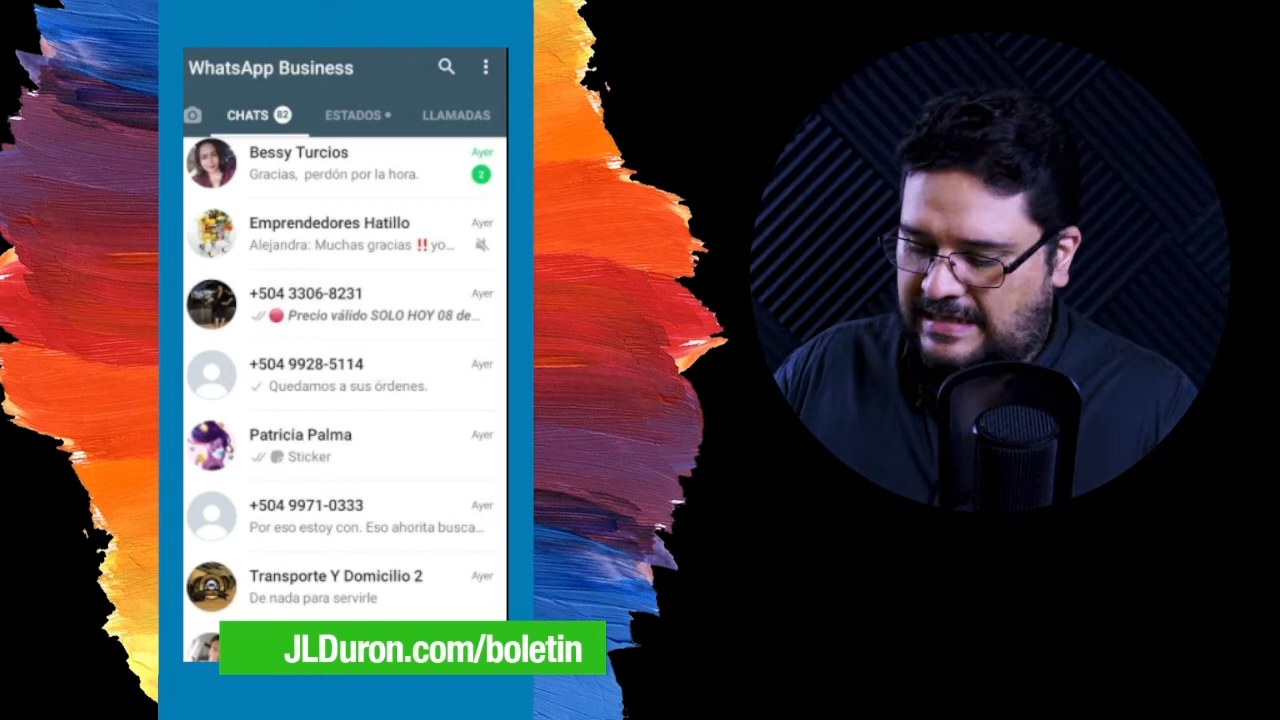 WhatsApp Business
CHATS 82 ESTADOS LLAMADAS
Bessy Turcios Ayer
Gracias, perdón por la hora. 2
Emprendedores Hatillo Ayer
Alejandra: Muchas gracias ‼️ yo...
+504 3306-8231 Ayer
Precio válido SOLO HOY 08 de...
+504 9928-5114 Ayer
Quedamos a sus órdenes.
Patricia Palma Ayer
Sticker
+504 9971-0333 Ayer
Por eso estoy con. Eso ahorita busca...
Transporte Y Domicilio 2 Ayer
De nada para servirle
JLDuron.com/boletin